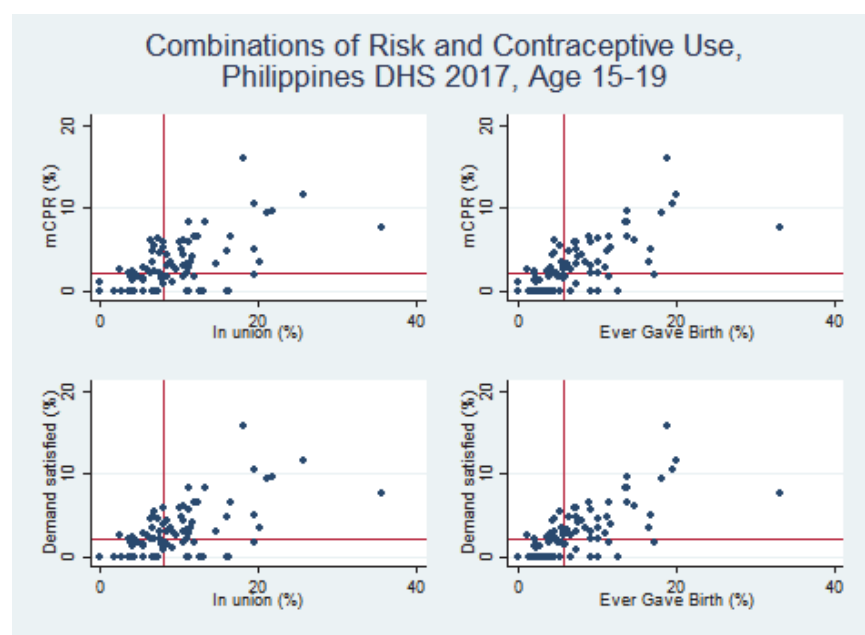 Combinations of Risk and Contraceptive Use,
Philippines DHS 2017, Age 15-19
mCPR (%)
20
10
0
0 20 40
In union (%)
mCPR (%)
20
10
0
0 20 40
Ever Gave Birth (%)
Demand satisfied (%)
20
10
0
0 20 40
In union (%)
Demand satisfied (%)
20
10
0
0 20 40
Ever Gave Birth (%)